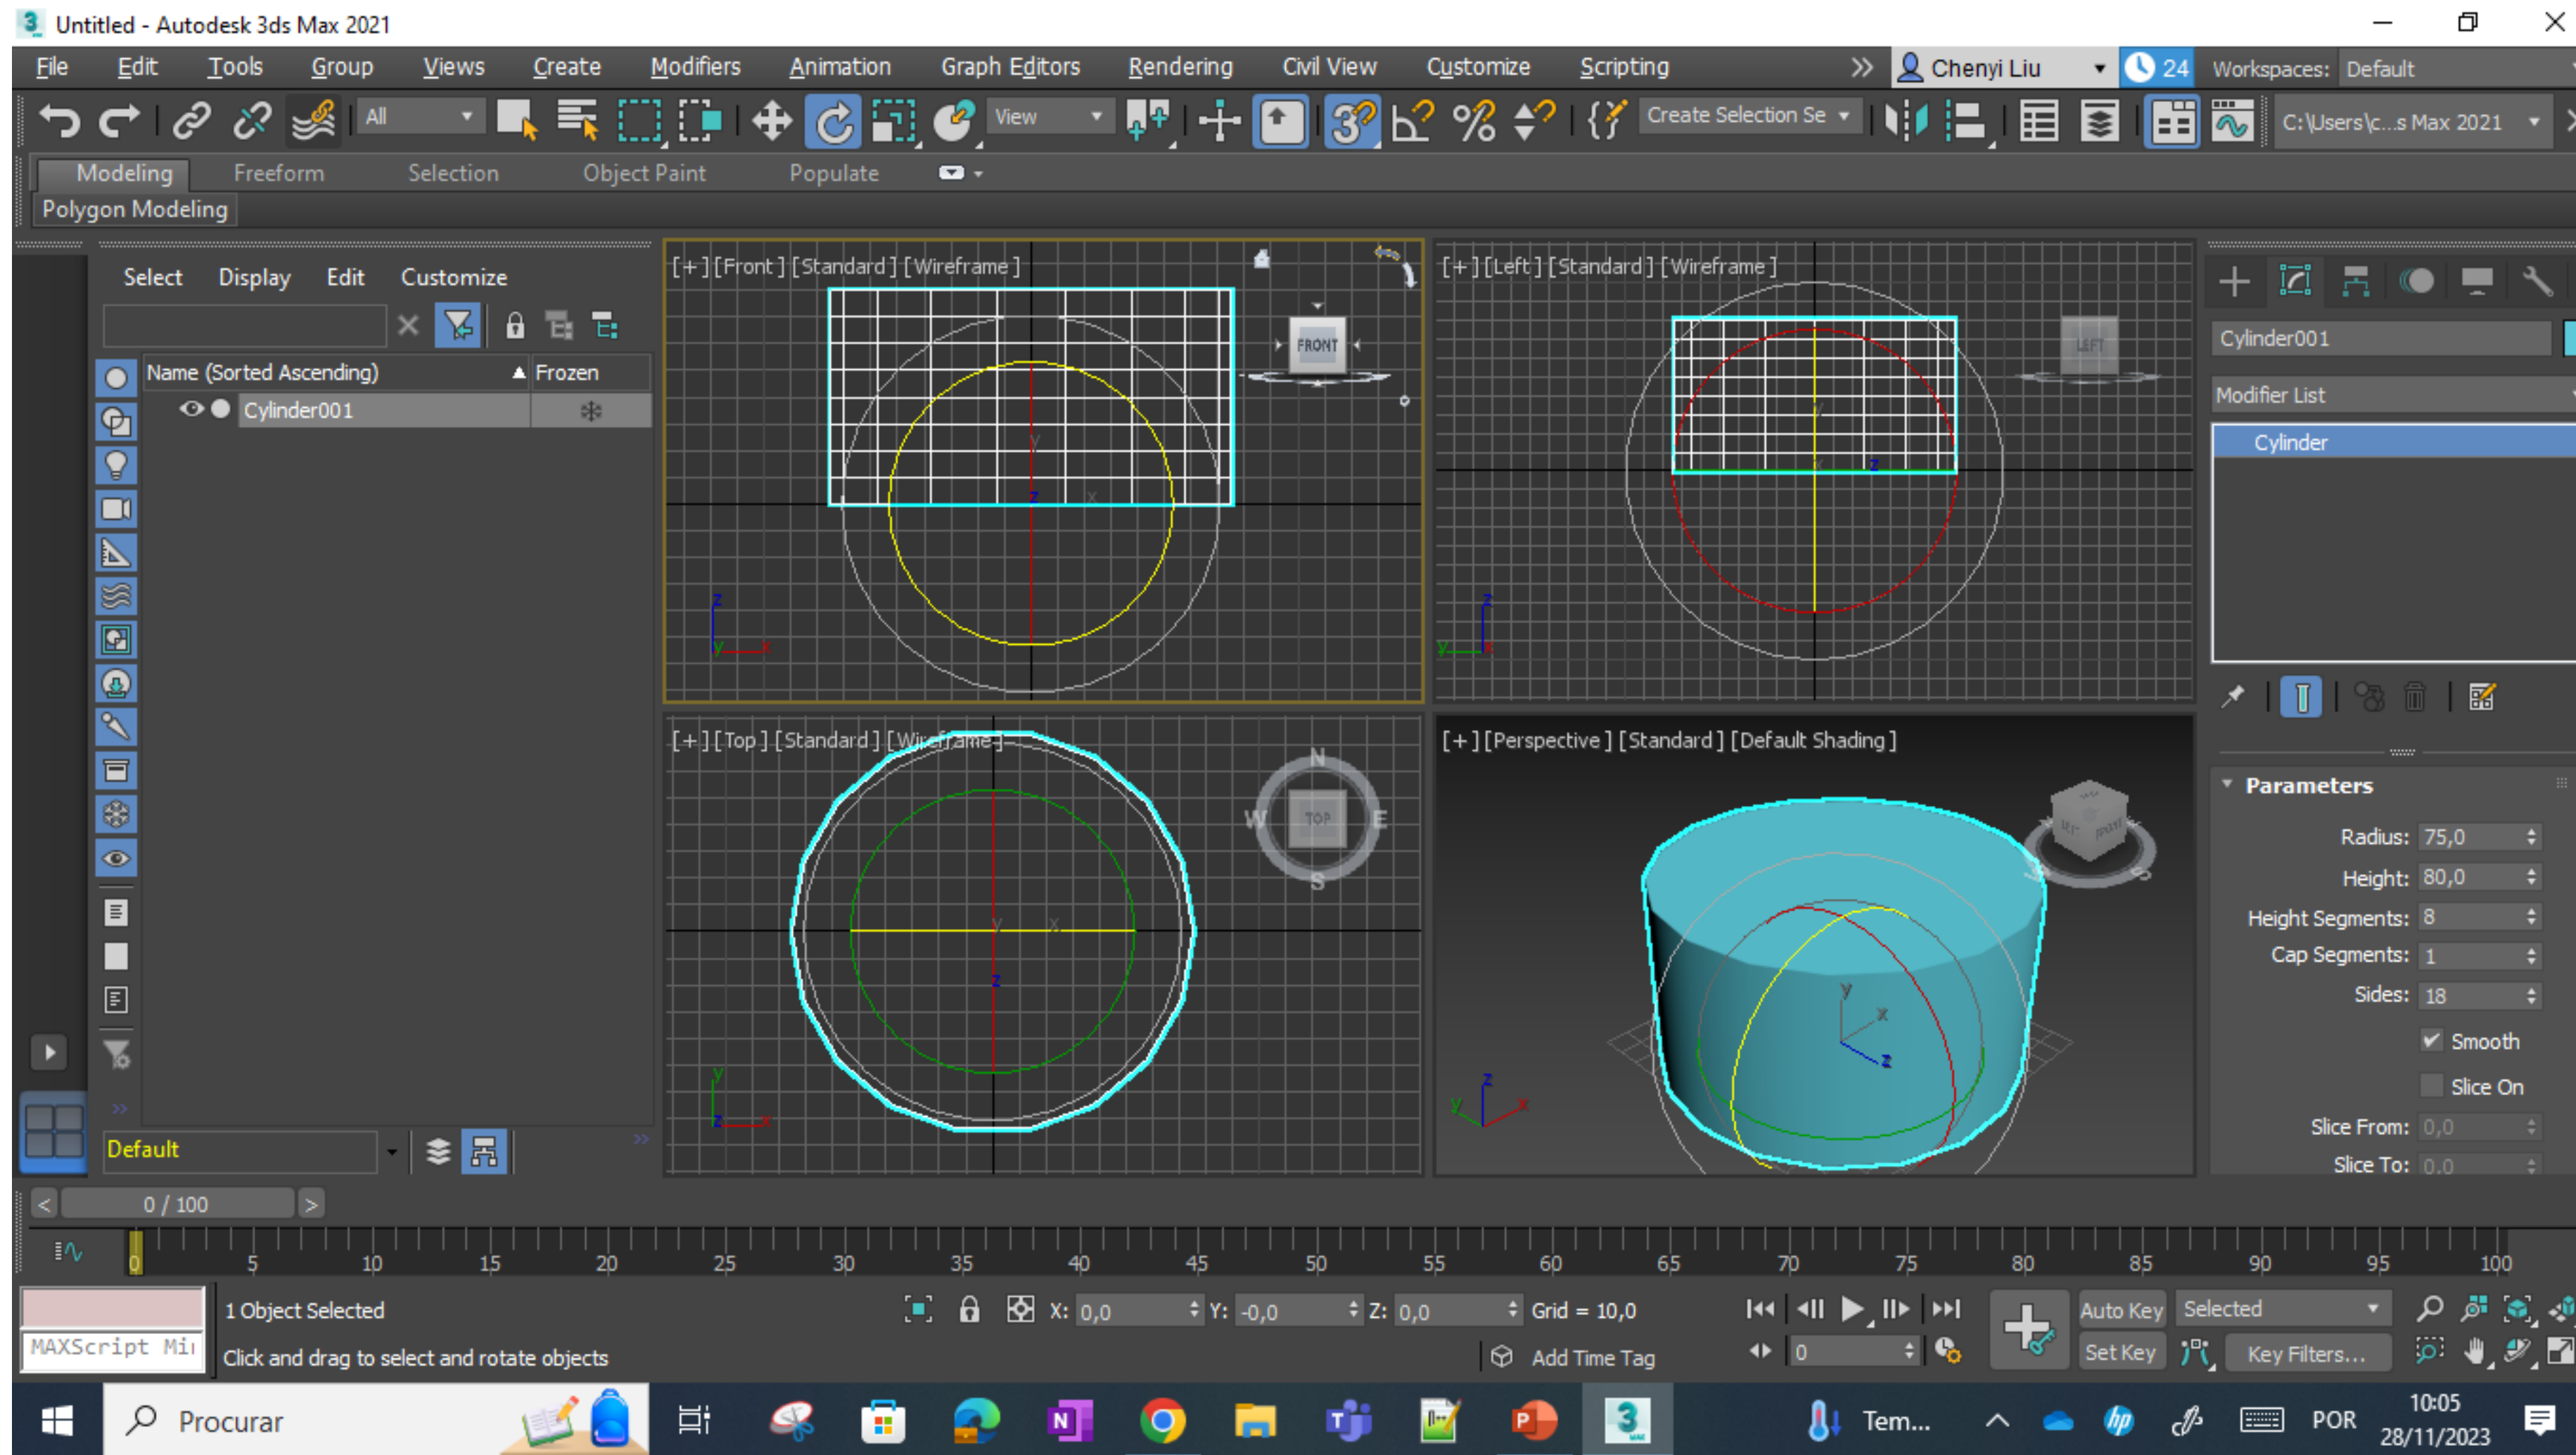 Untitled - Autodesk 3ds Max 2021
File Edit Tools Group Views Create Modifiers Animation Graph Editors Rendering Civil View Customize Scripting Chenyi Liu 24 Workspaces: Default
All View Create Selection Se C:\Users\c...s Max 2021
Modeling Freeform Selection Object Paint Populate
Polygon Modeling
Select Display Edit Customize
Name (Sorted Ascending) Frozen
Cylinder001
Default
[+][Front][Standard][Wireframe]
FRONT
y
z x
z
y x
[+][Left][Standard][Wireframe]
LEFT
y
x z
z
y x
[+][Top][Standard][Wireframe]
N
W TOP E
S
y x
z
y
z x
[+][Perspective][Standard][Default Shading]
FRONT
y
x
z
z
y x
Cylinder001
Modifier List
Cylinder
Parameters
Radius: 75,0
Height: 80,0
Height Segments: 8
Cap Segments: 1
Sides: 18
Smooth
Slice On
Slice From: 0,0
Slice To: 0,0
< 0 / 100 >
0 5 10 15 20 25 30 35 40 45 50 55 60 65 70 75 80 85 90 95 100
1 Object Selected X: 0,0 Y: -0,0 Z: 0,0 Grid = 10,0 Auto Key Selected
MAXScript Mi Click and drag to select and rotate objects Add Time Tag 0 Set Key Key Filters...
Procurar Tem... POR 10:05
28/11/2023